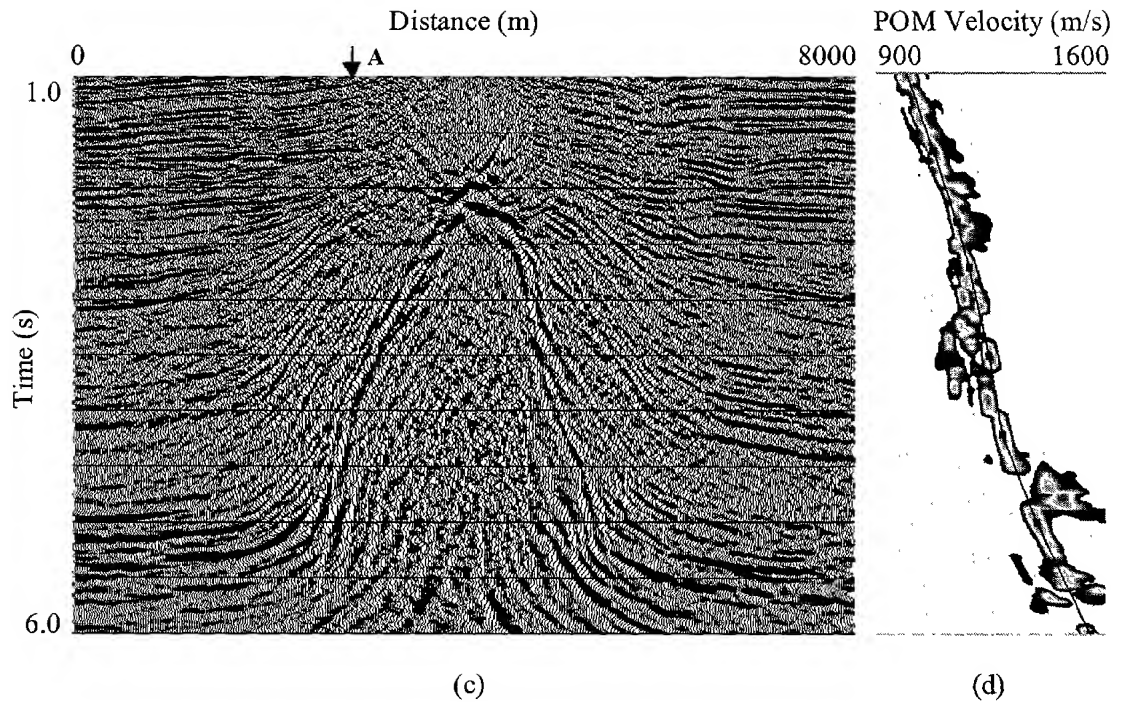 Distance (m)
0
A
8000
1.0
Time (s)
6.0
(c)
POM Velocity (m/s)
900
1600
(d)